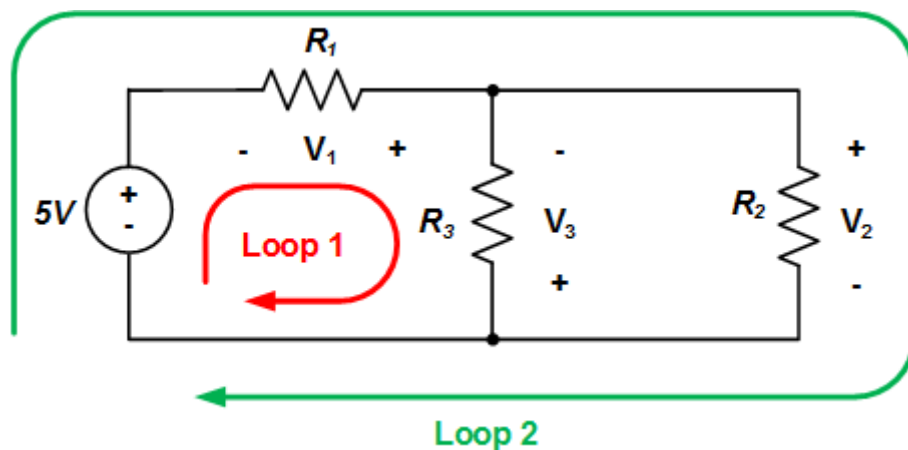 R1
- V1 +
5V
+
-
Loop 1
R3
-
V3
+
R2
+
V2
-
Loop 2